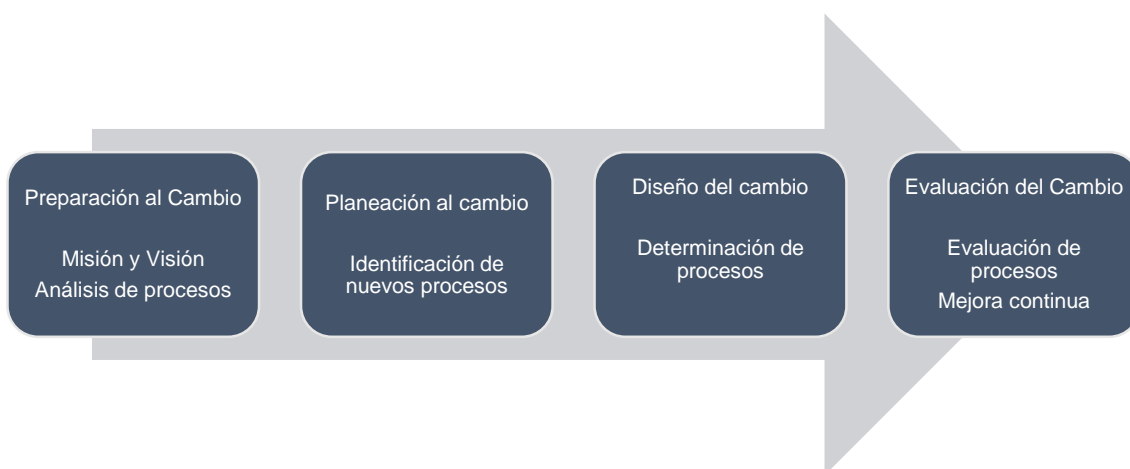 Preparación al Cambio
Misión y Visión
Análisis de procesos
Planeación al cambio
Identificación de
nuevos procesos
Diseño del cambio
Determinación de
procesos
Evaluación del Cambio
Evaluación de
procesos
Mejora continua